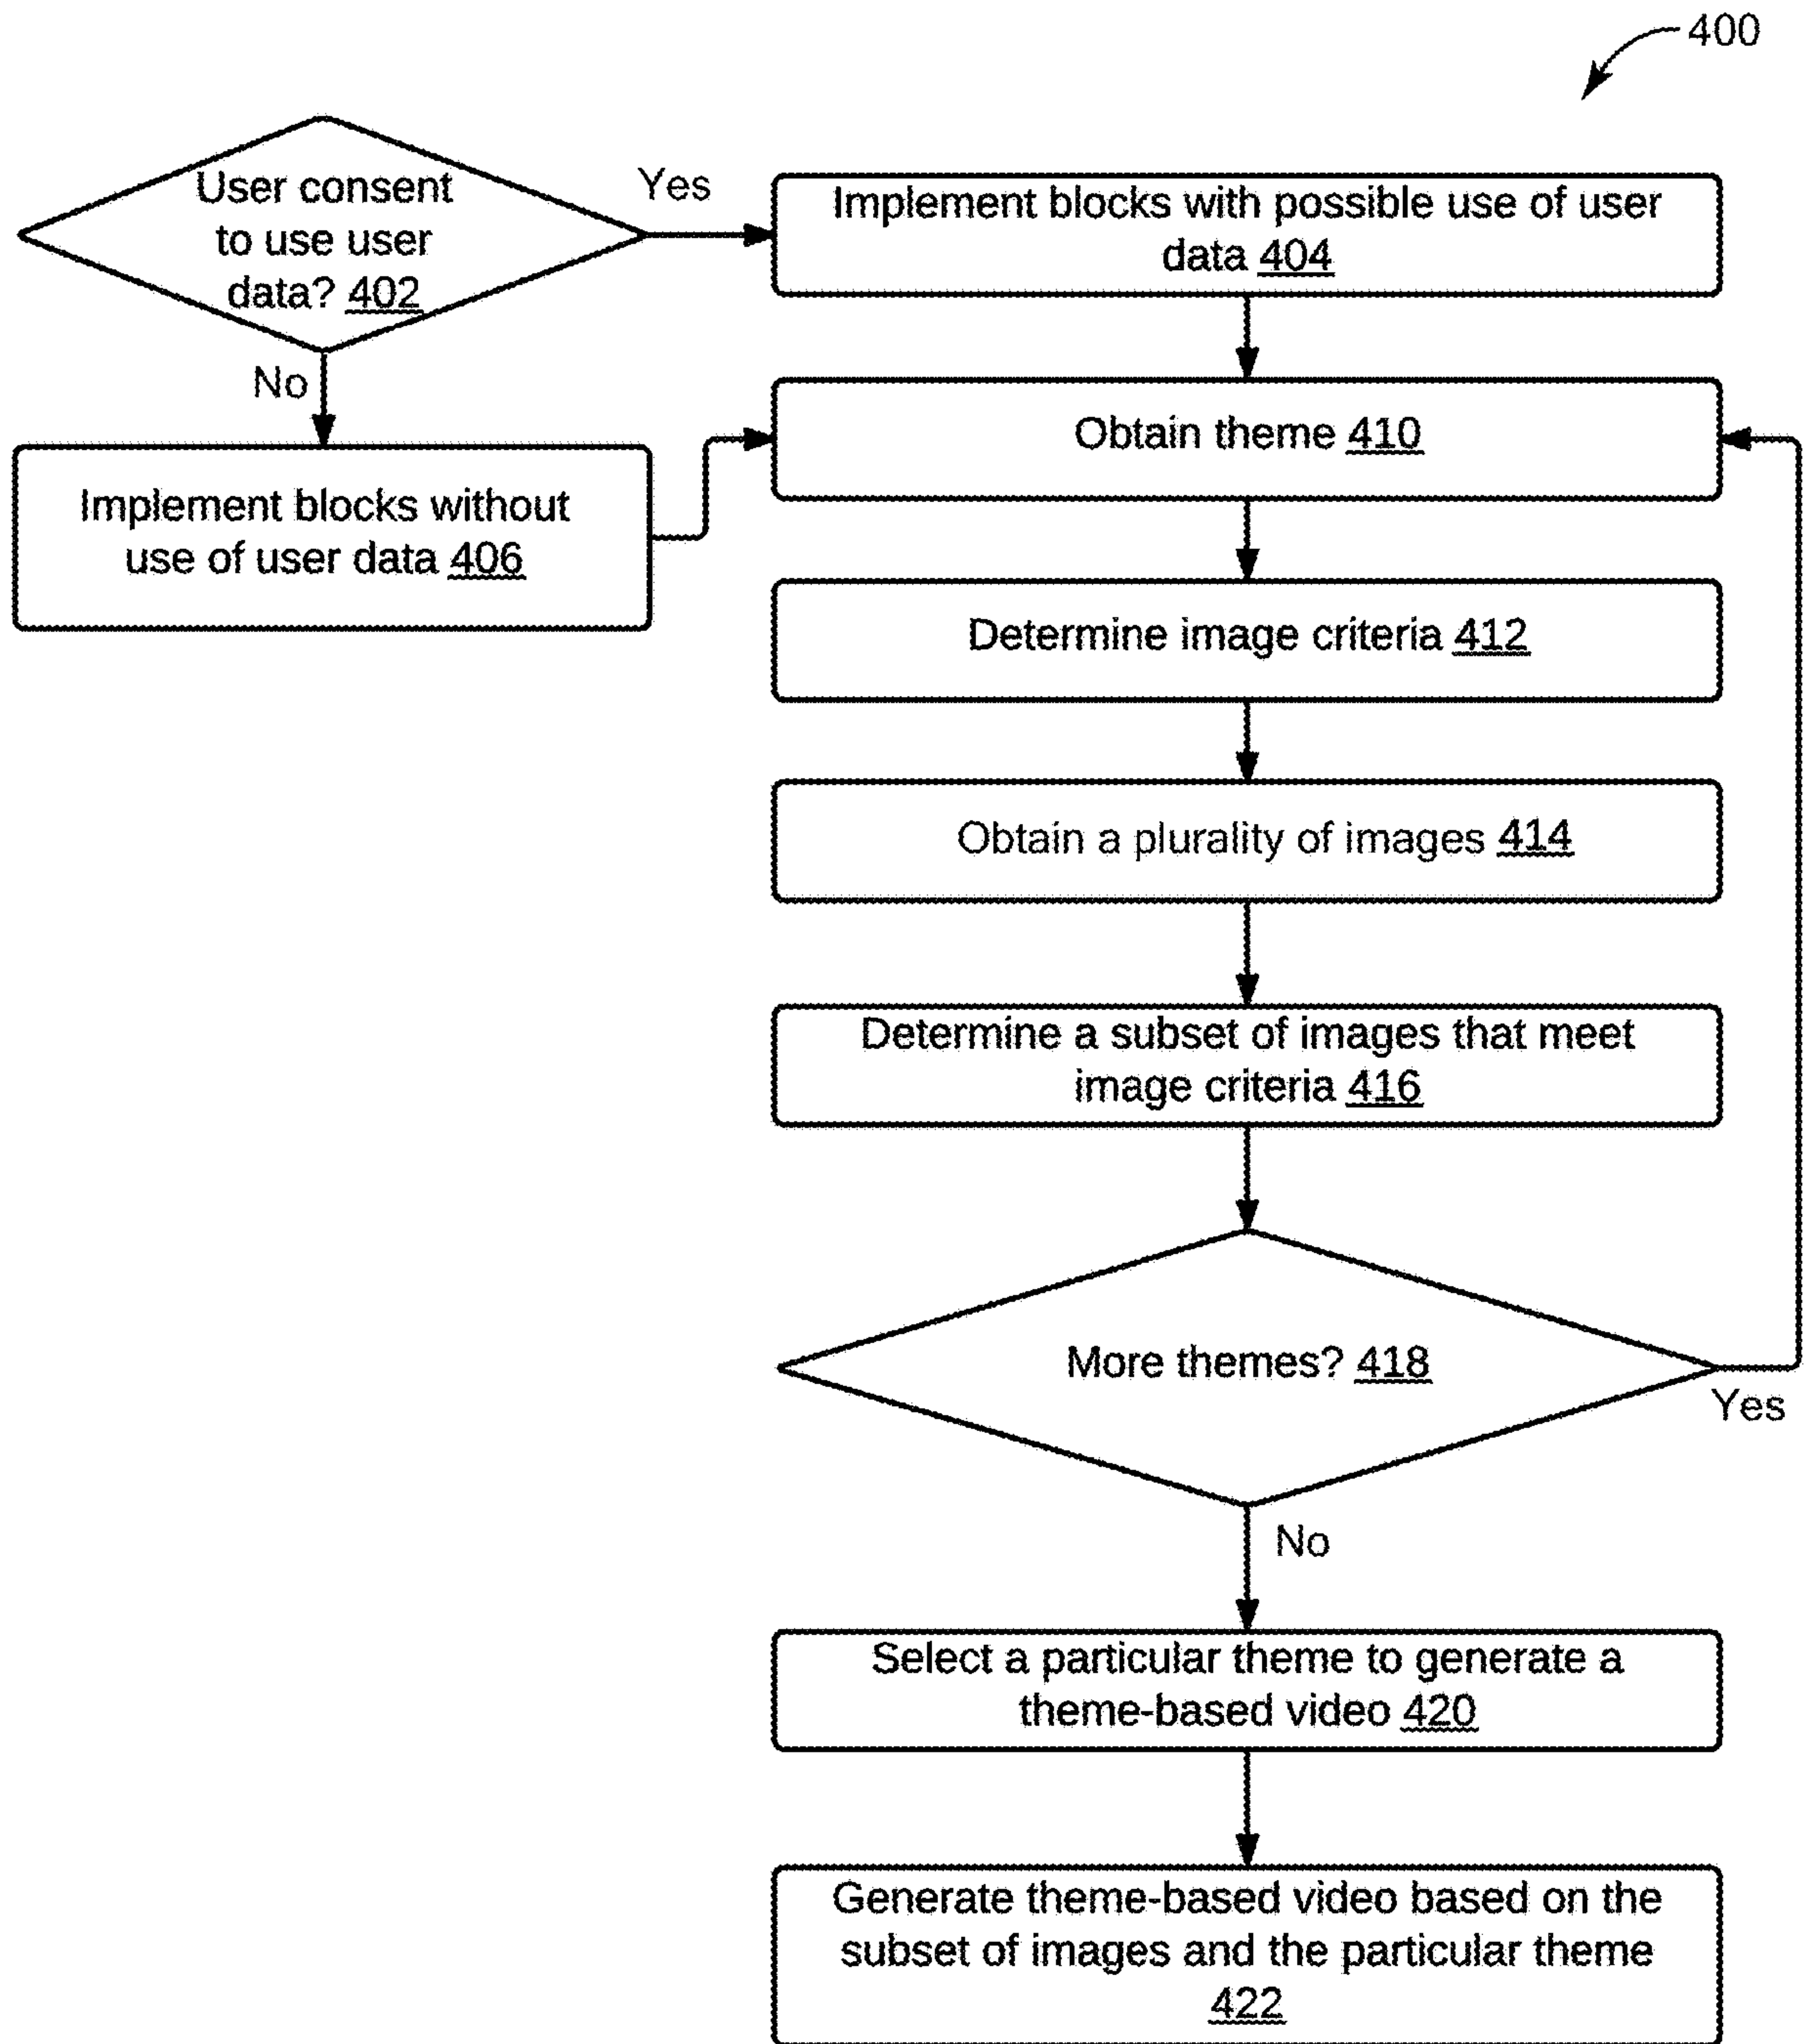 400
User consent
to use user
data? 402
Yes
No
Implement blocks with possible use of user
data 404
Implement blocks without
use of user data 406
Obtain theme 410
Determine image criteria 412
Obtain a plurality of images 414
Determine a subset of images that meet
image criteria 416
More themes? 418
Yes
No
Select a particular theme to generate a
theme-based video 420
Generate theme-based video based on the
subset of images and the particular theme
422